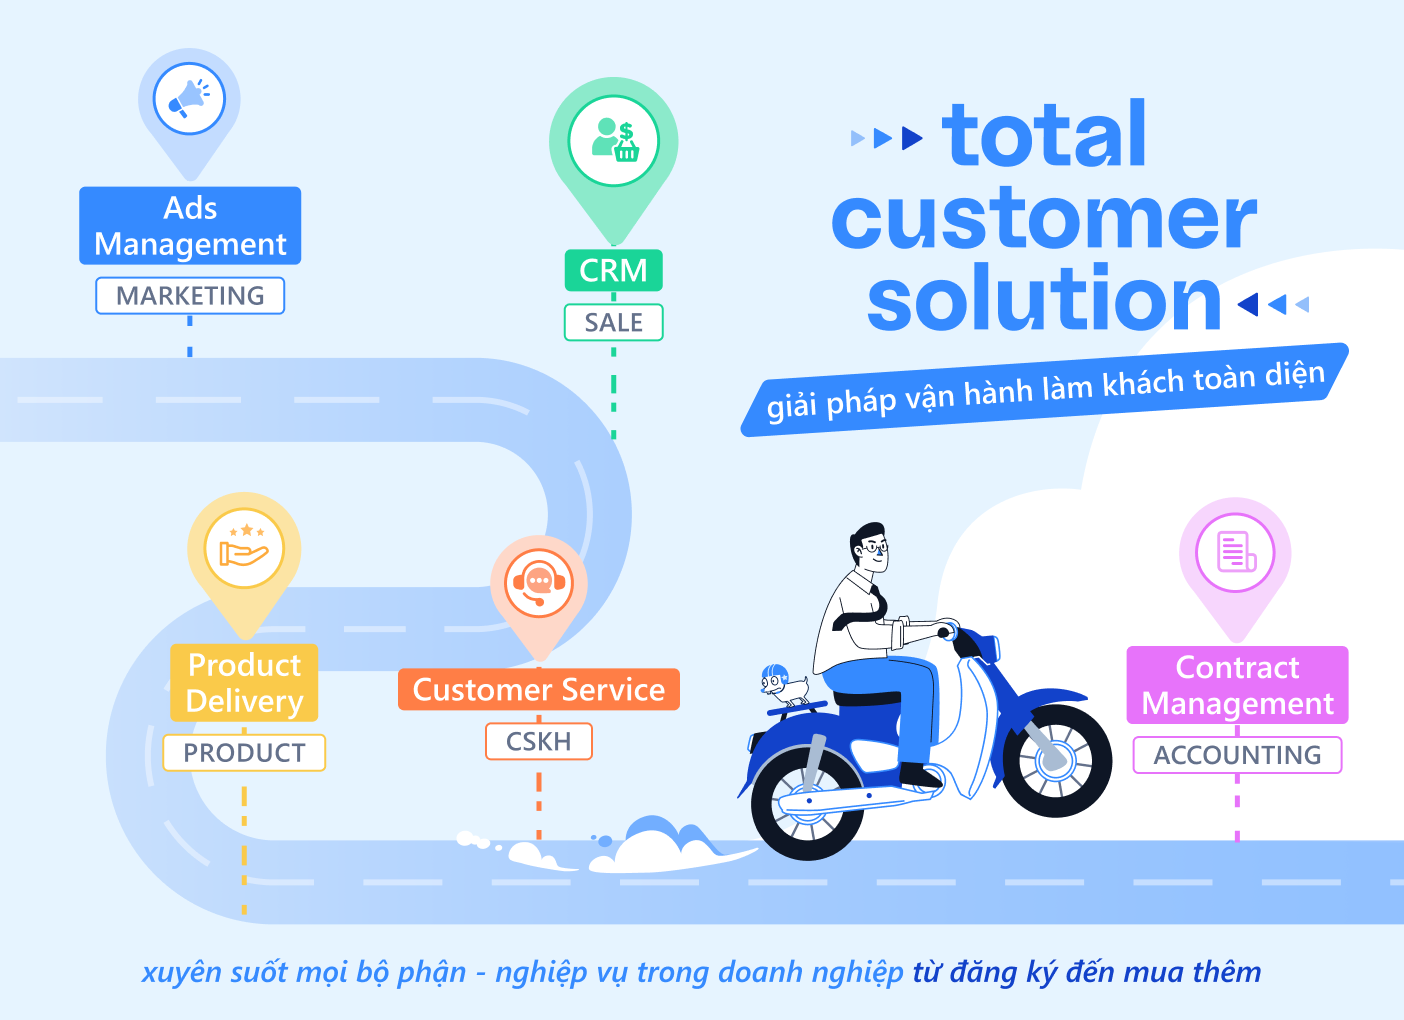 Ads
Management
MARKETING
CRM
SALE
total
customer
solution
giải pháp vận hành làm khách toàn diện
Product
Delivery
PRODUCT
Customer Service
CSKH
Contract
Management
ACCOUNTING
xuyên suốt mọi bộ phận - nghiệp vụ trong doanh nghiệp từ đăng ký đến mua thêm